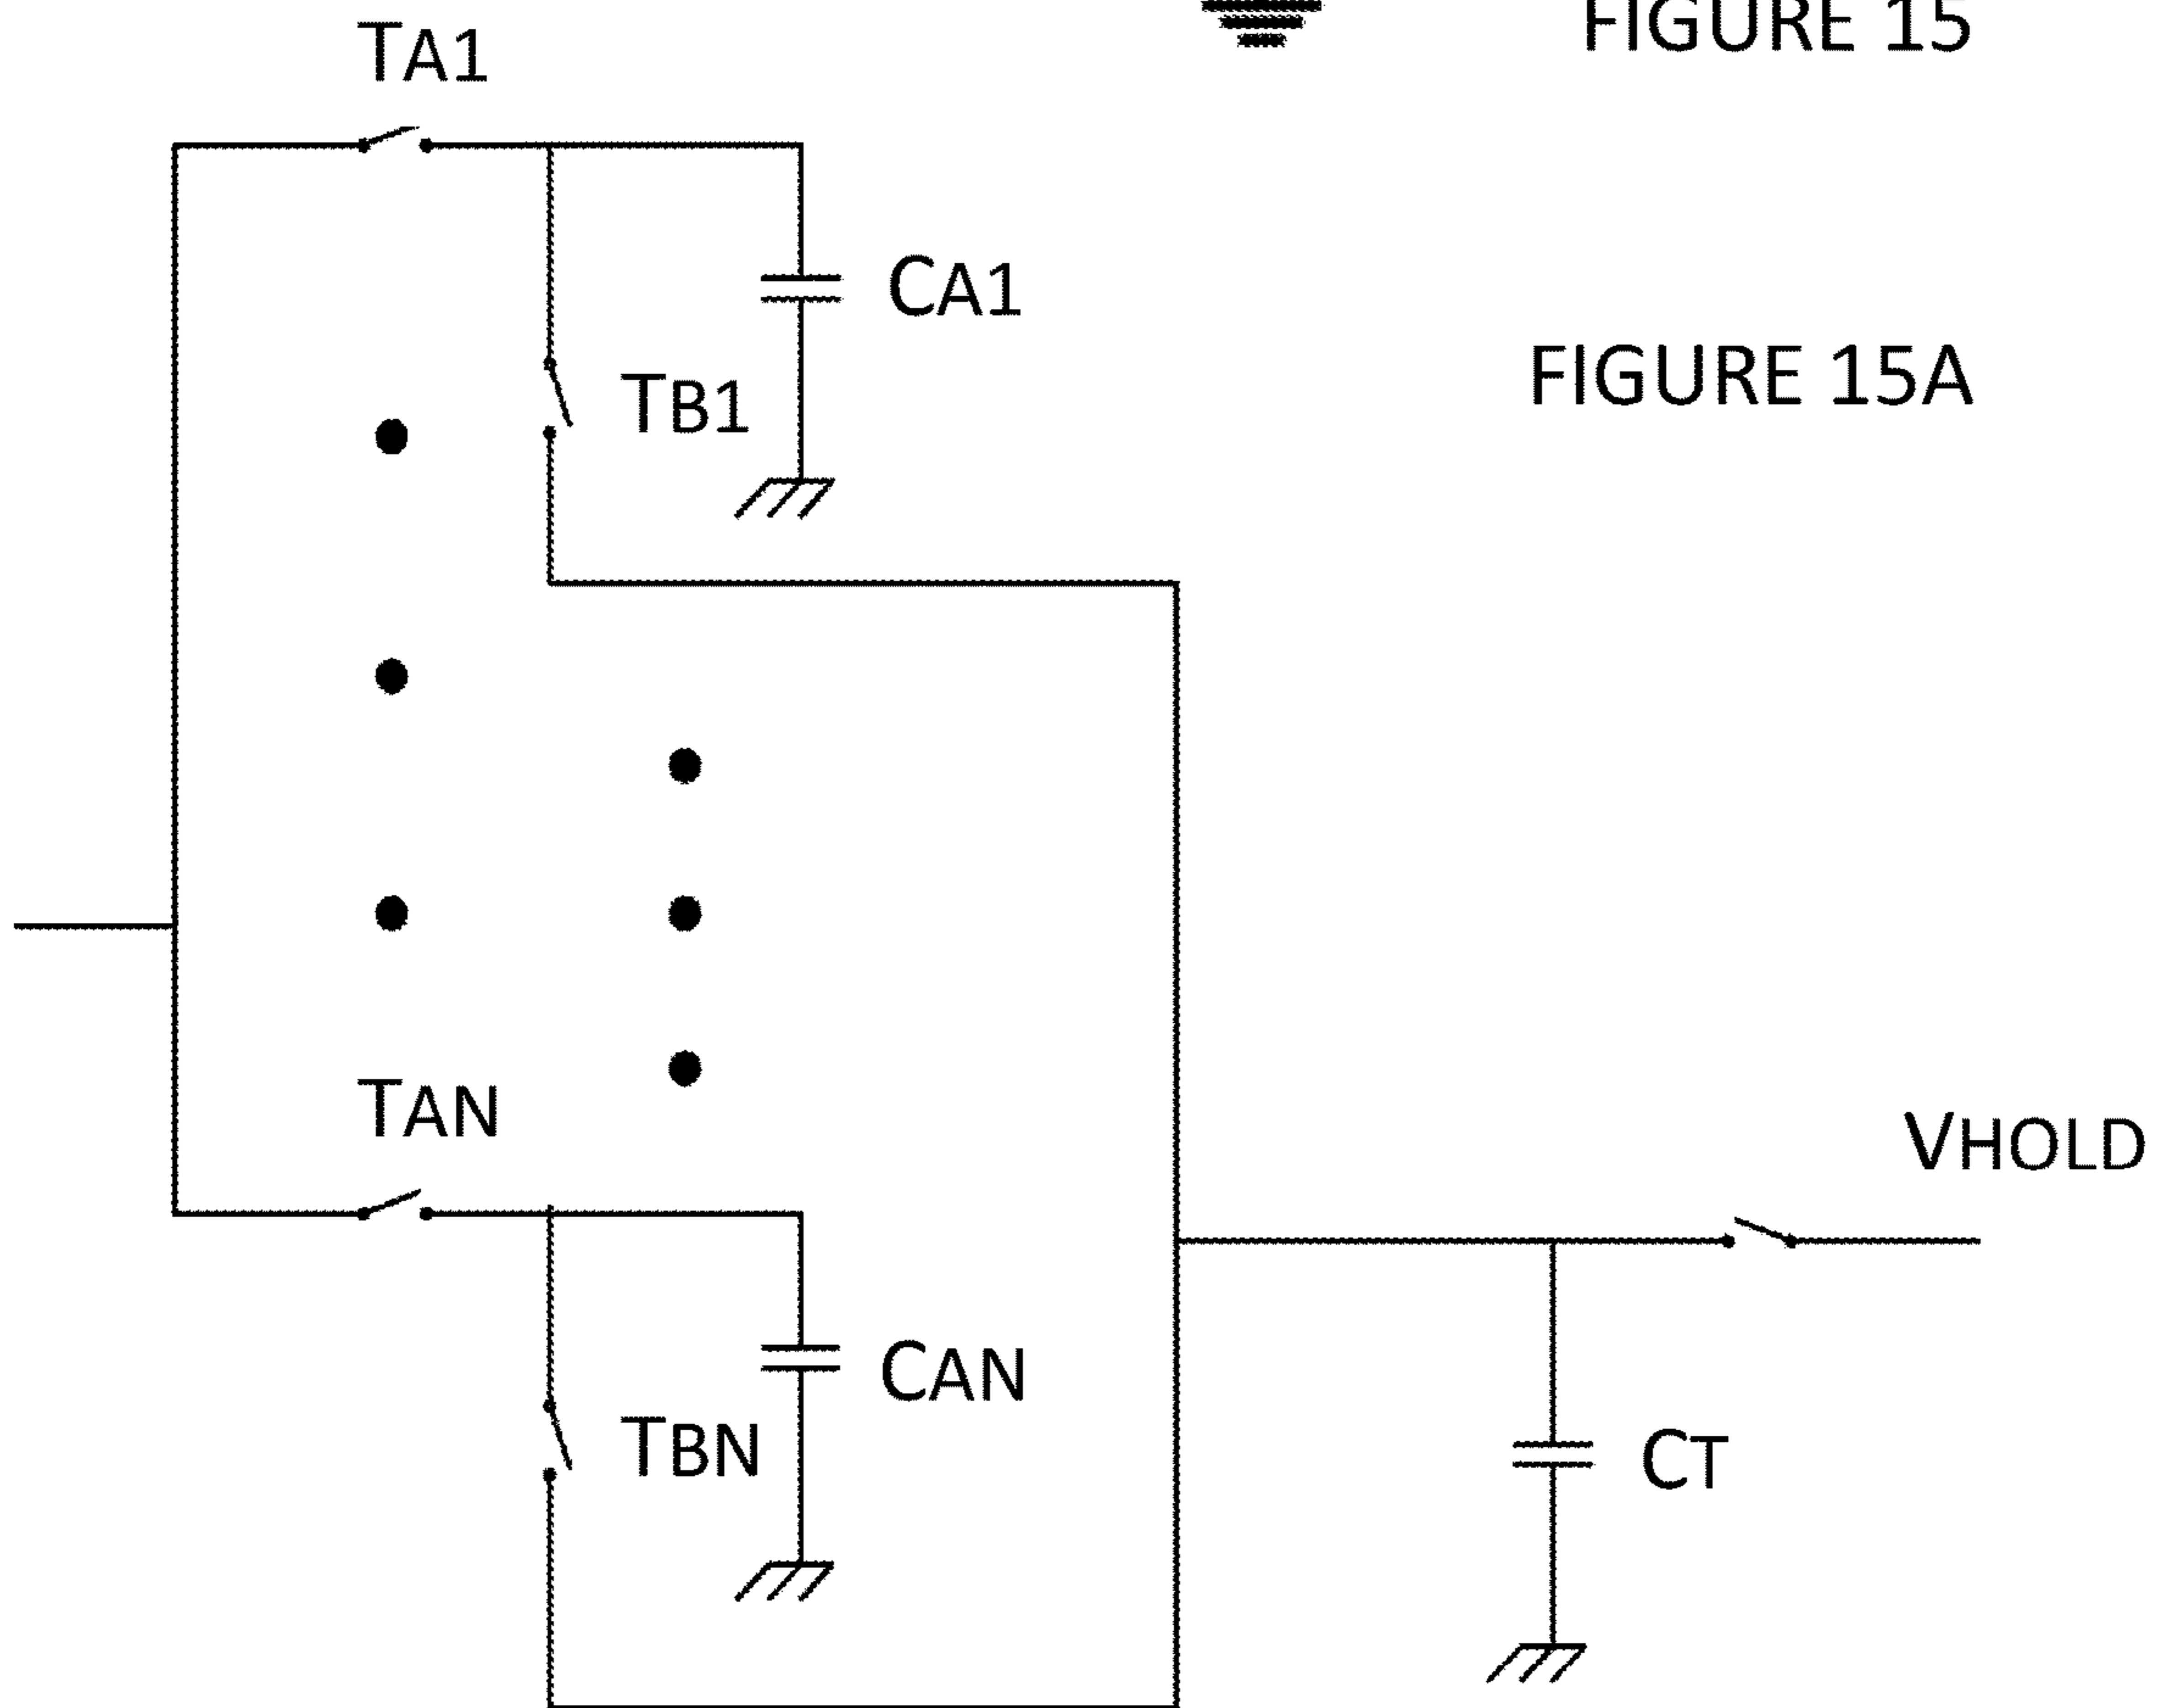 FIGURE 15
TA1
CA1
FIGURE 15A
TB1
TAN
VHOLD
CAN
TBN
CT